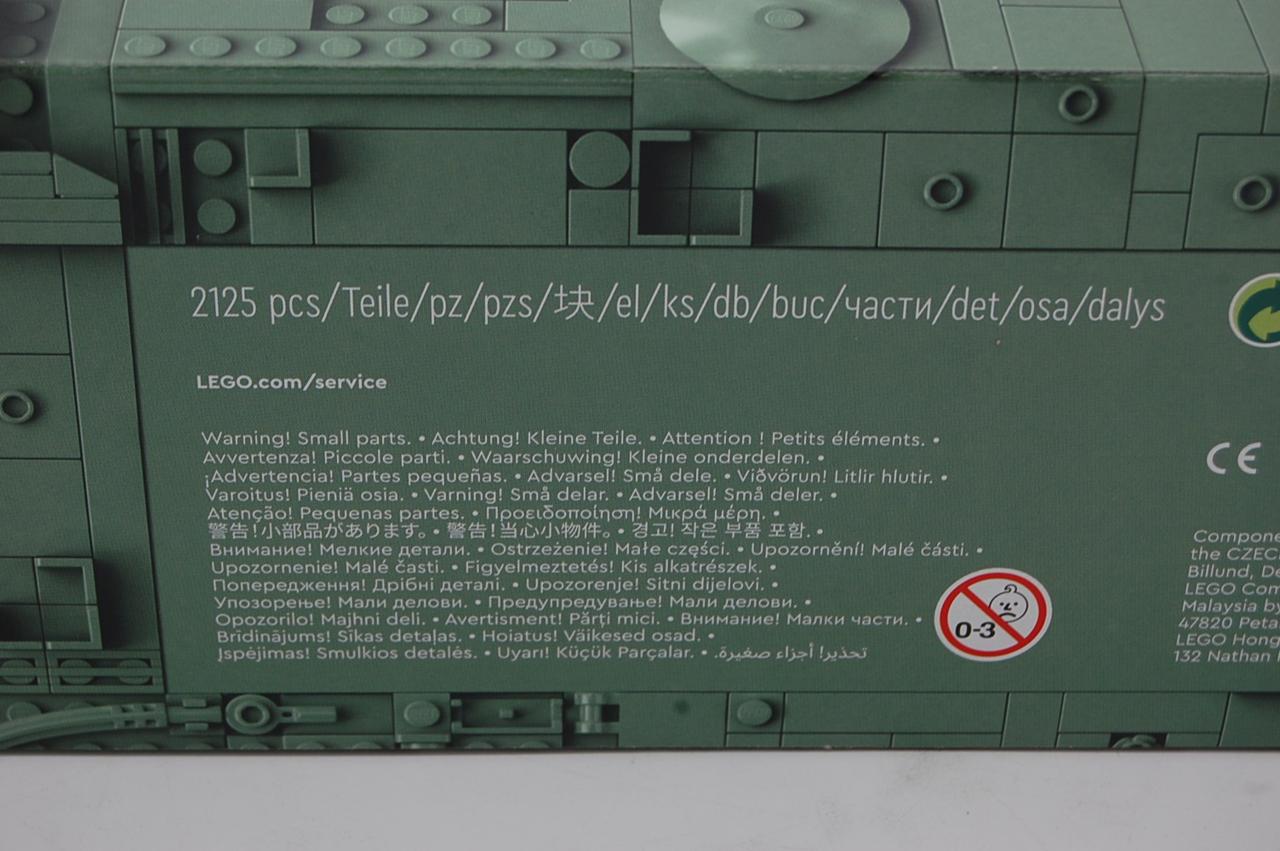 2125 pcs/Teile/pz/pzs/块/el/ks/db/buc/части/det/osa/dalys
LEGO.com/service
Warning! Small parts. • Achtung! Kleine Teile. • Attention ! Petits éléments. •
Avvertenza! Piccole parti. • Waarschuwing! Kleine onderdelen. •
¡Advertencia! Partes pequeñas. • Advarsel! Små dele. • Viðvörun! Litlir hlutir. •
Varoitus! Pieniä osia. • Varning! Små delar. • Advarsel! Små deler. •
Atenção! Pequenas partes. • Προειδοποίηση! Μικρά μέρη. •
警告!小部品があります。• 警告!当心小物件。• 경고! 작은 부품 포함. •
Внимание! Мелкие детали. • Ostrzeżenie! Małe części. • Upozornění! Malé části. •
Upozornenie! Malé časti. • Figyelmeztetés! Kis alkatrészek. •
Попередження! Дрібні деталі. • Upozorenje! Sitni dijelovi. •
Упозорење! Мали делови. • Предупредување! Мали делови. •
Opozorilo! Majhni deli. • Avertisment! Părți mici. • Внимание! Малки части. •
Brīdinājums! Sīkas detaļas. • Hoiatus! Väikesed osad. •
Įspėjimas! Smulkios detalės. • Uyarı! Küçük Parçalar. • تحذير! أجزاء صغيرة.
0-3
CE
Compone
the CZEC
Billund, De
LEGO Com
Malaysia by
47820 Peta
LEGO Hong
132 Nathan